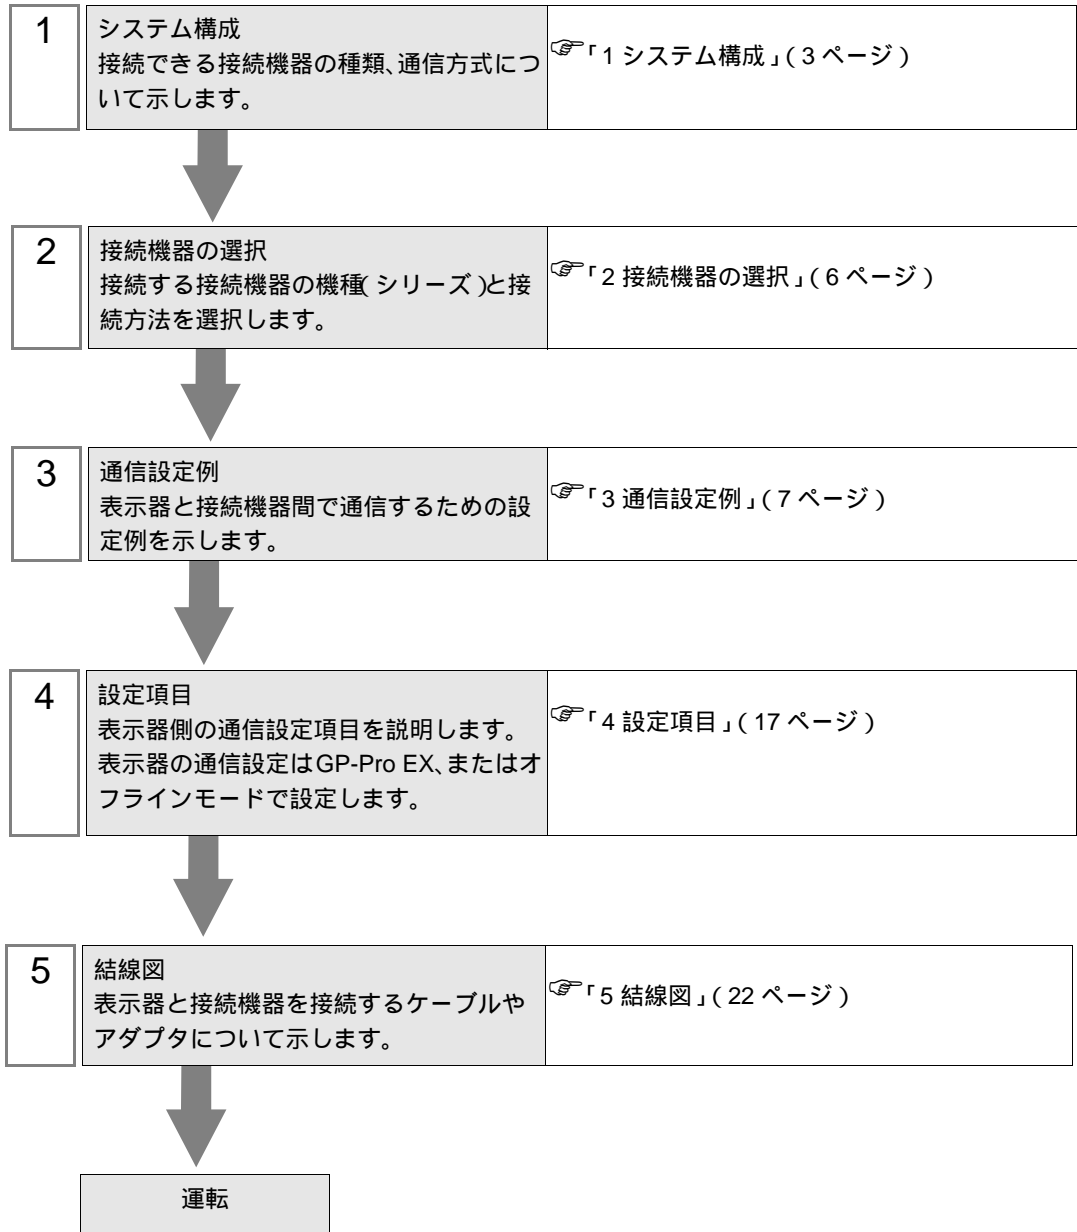 1
システム構成
接続できる接続機器の種類、通信方式につ
いて示します。
☞「1 システム構成」(3 ページ)
2
接続機器の選択
接続する接続機器の機種(シリーズ)と接
続方法を選択します。
☞「2 接続機器の選択」(6 ページ)
3
通信設定例
表示器と接続機器間で通信するための設
定例を示します。
☞「3 通信設定例」(7 ページ)
4
設定項目
表示器側の通信設定項目を説明します。
表示器の通信設定はGP-Pro EX、またはオ
フラインモードで設定します。
☞「4 設定項目」(17 ページ)
5
結線図
表示器と接続機器を接続するケーブルや
アダプタについて示します。
☞「5 結線図」(22 ページ)
運転